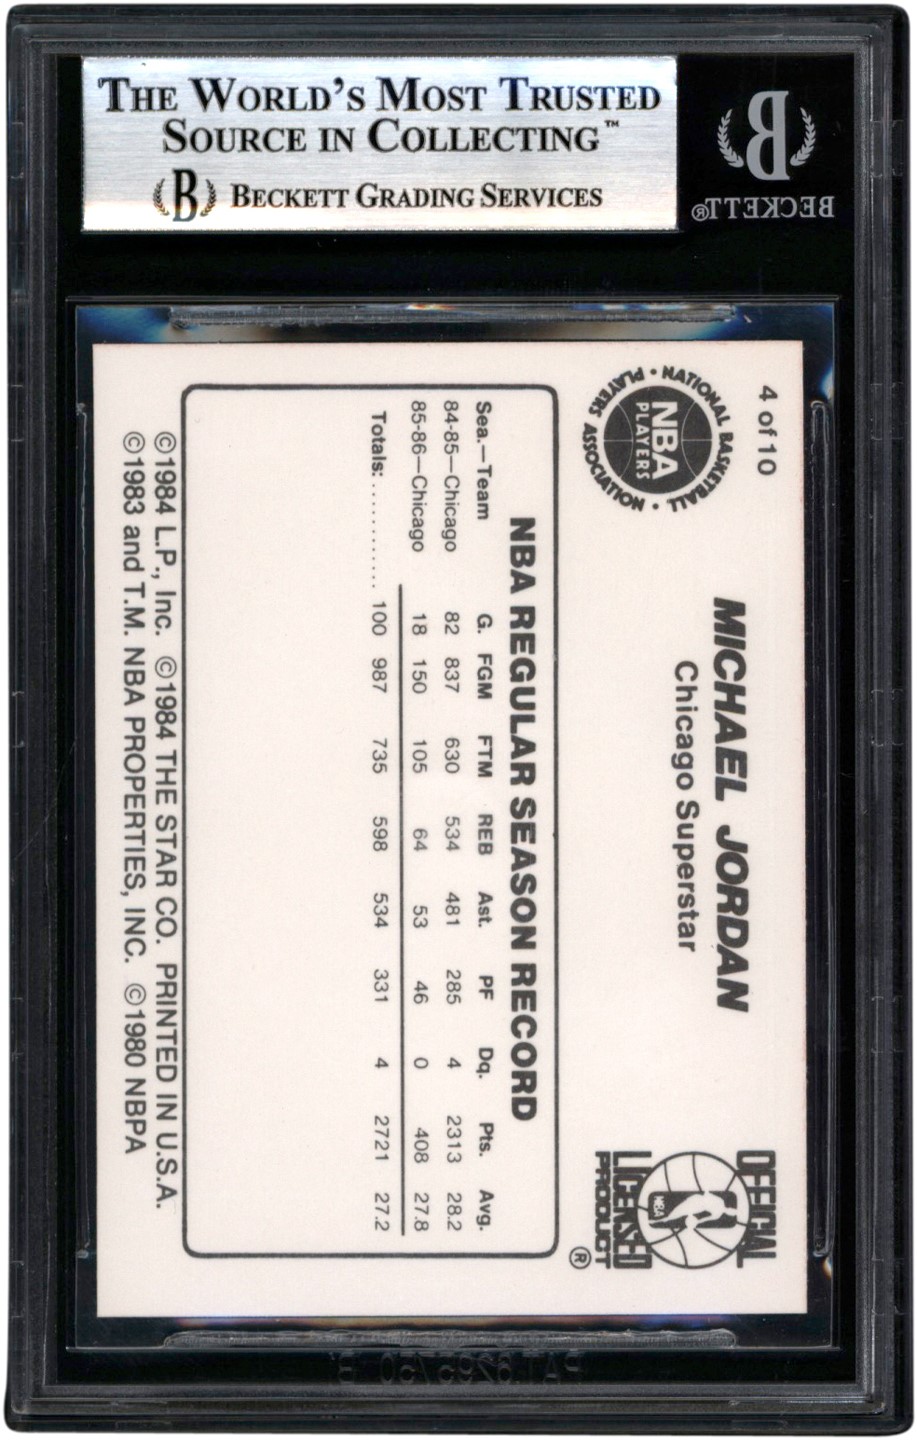 THE WORLD'S MOST TRUSTED
SOURCE IN COLLECTING™
B BECKETT GRADING SERVICES
B
BECKETT®
4 of 10
MICHAEL JORDAN
Chicago Superstar
NATIONAL BASKETBALL PLAYERS ASSOCIATION
NBA
PLAYERS
OFFICIAL
NBA
LICENSED
PRODUCT ®
NBA REGULAR SEASON RECORD
Sea.—Team G. FGM FTM REB Ast. PF Dq. Pts. Avg.
84-85—Chicago 82 837 630 534 481 285 4 2313 28.2
85-86—Chicago 18 150 105 64 53 46 0 408 27.8
Totals: .......... 100 987 735 598 534 331 4 2721 27.2
©1984 L.P., Inc. ©1984 THE STAR CO. PRINTED IN U.S.A.
©1983 and T.M. NBA PROPERTIES, INC. ©1980 NBPA